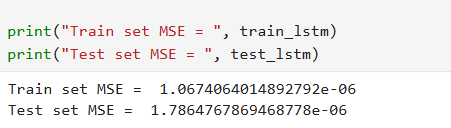 print("Train set MSE = ", train_lstm)
print("Test set MSE = ", test_lstm)
Train set MSE =  1.0674064014892792e-06
Test set MSE =  1.7864767869468778e-06